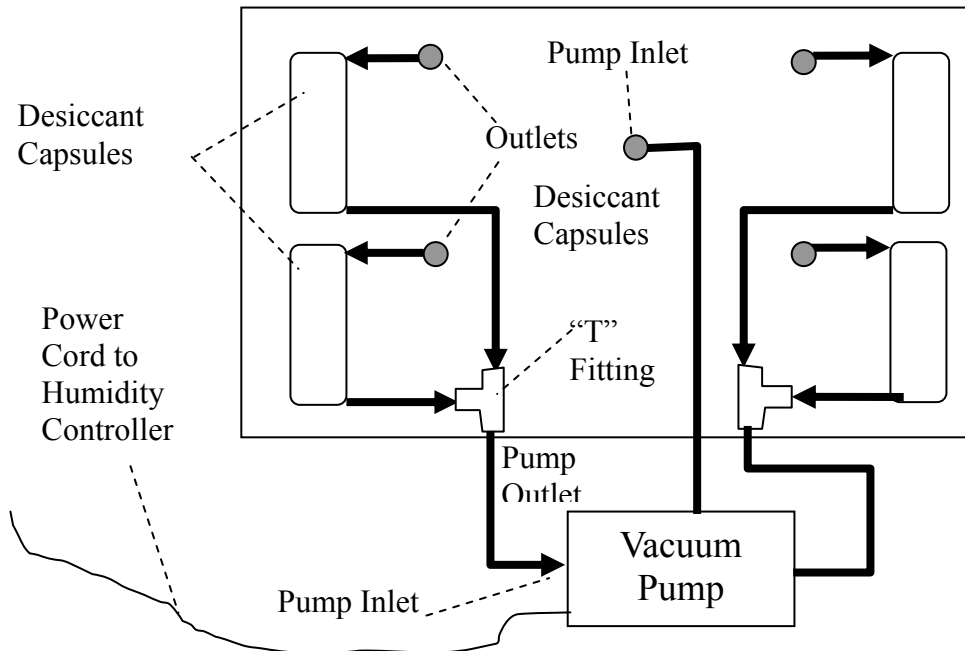 Pump Inlet
Desiccant
Capsules
Outlets
Desiccant
Capsules
Power
Cord to
Humidity
Controller
“T”
Fitting
Pump
Outlet
Vacuum
Pump
Pump Inlet